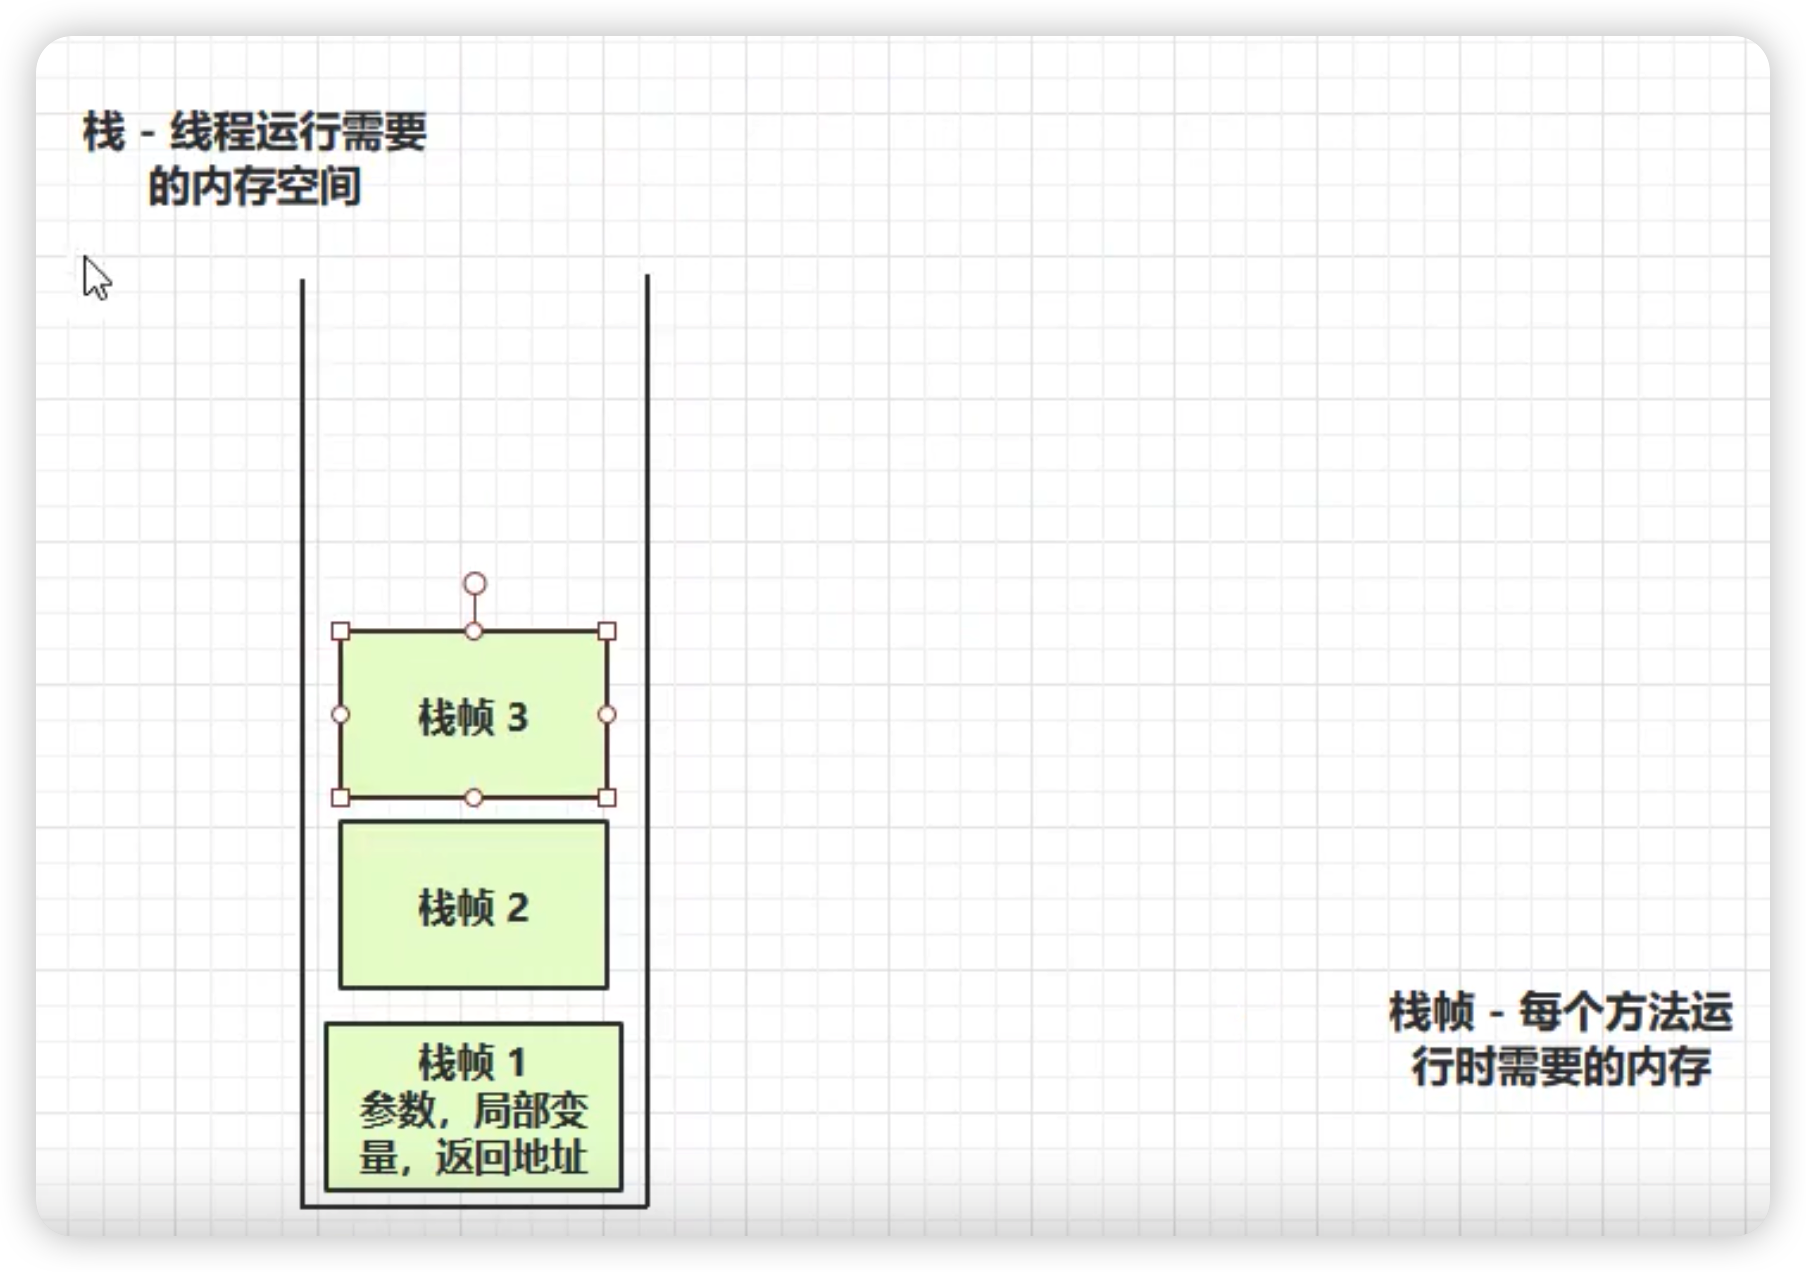 栈 - 线程运行需要
的内存空间
栈帧 3
栈帧 2
栈帧 1
参数，局部变
量，返回地址
栈帧 - 每个方法运
行时需要的内存